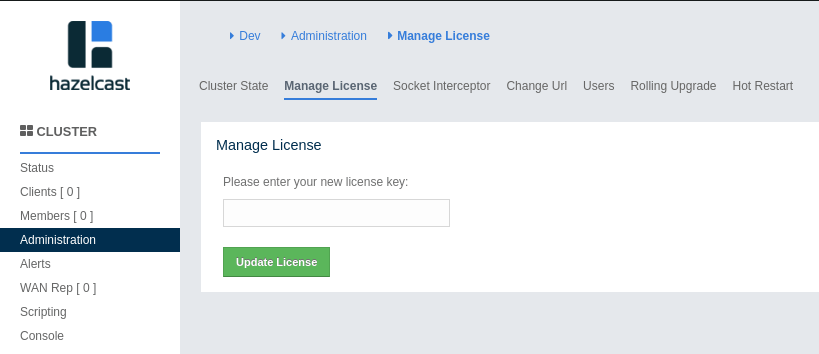 hazelcast
Dev Administration Manage License
Cluster State Manage License Socket Interceptor Change Url Users Rolling Upgrade Hot Restart
CLUSTER
Status
Clients [ 0 ]
Members [ 0 ]
Administration
Alerts
WAN Rep [ 0 ]
Scripting
Console
Manage License
Please enter your new license key:
Update License